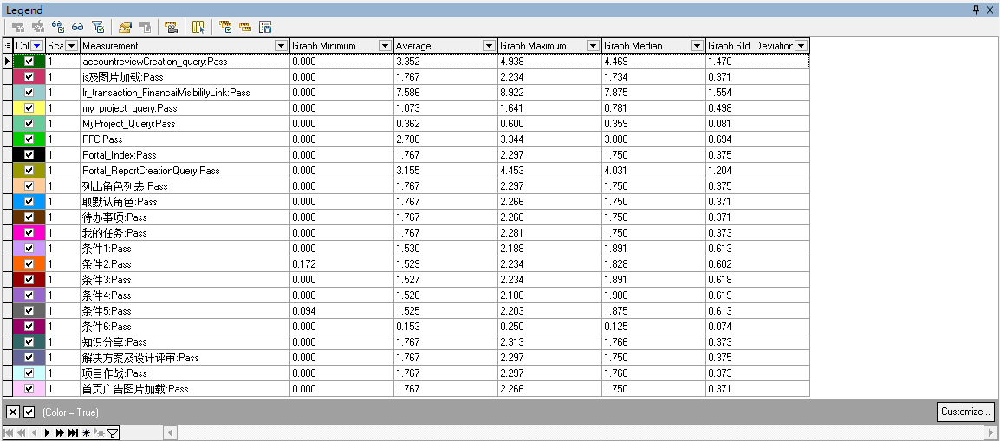 Legend
Col Sca Measurement Graph Minimum Average Graph Maximum Graph Median Graph Std. Deviation
1 accountreviewCreation_query:Pass 0.000 3.352 4.938 4.469 1.470
1 js及图片加载:Pass 0.000 1.767 2.234 1.734 0.371
1 lr_transaction_FinancailVisibilityLink:Pass 0.000 7.586 8.922 7.875 1.554
1 my_project_query:Pass 0.000 1.073 1.641 0.781 0.498
1 MyProject_Query:Pass 0.000 0.362 0.600 0.359 0.081
1 PFC:Pass 0.000 2.708 3.344 3.000 0.694
1 Portal_Index:Pass 0.000 1.767 2.297 1.750 0.375
1 Portal_ReportCreationQuery:Pass 0.000 3.155 4.453 4.031 1.204
1 列出角色列表:Pass 0.000 1.767 2.297 1.750 0.375
1 取默认角色:Pass 0.000 1.767 2.266 1.750 0.371
1 待办事项:Pass 0.000 1.767 2.266 1.750 0.371
1 我的任务:Pass 0.000 1.767 2.281 1.750 0.373
1 条件1:Pass 0.000 1.530 2.188 1.891 0.613
1 条件2:Pass 0.172 1.529 2.234 1.828 0.602
1 条件3:Pass 0.000 1.527 2.234 1.891 0.618
1 条件4:Pass 0.000 1.526 2.188 1.906 0.619
1 条件5:Pass 0.094 1.525 2.203 1.875 0.613
1 条件6:Pass 0.000 0.153 0.250 0.125 0.074
1 知识分享:Pass 0.000 1.767 2.313 1.766 0.373
1 解决方案及设计评审:Pass 0.000 1.767 2.297 1.750 0.375
1 项目作战:Pass 0.000 1.767 2.297 1.766 0.373
1 首页广告图片加载:Pass 0.000 1.767 2.266 1.750 0.371
(Color = True) Customize...